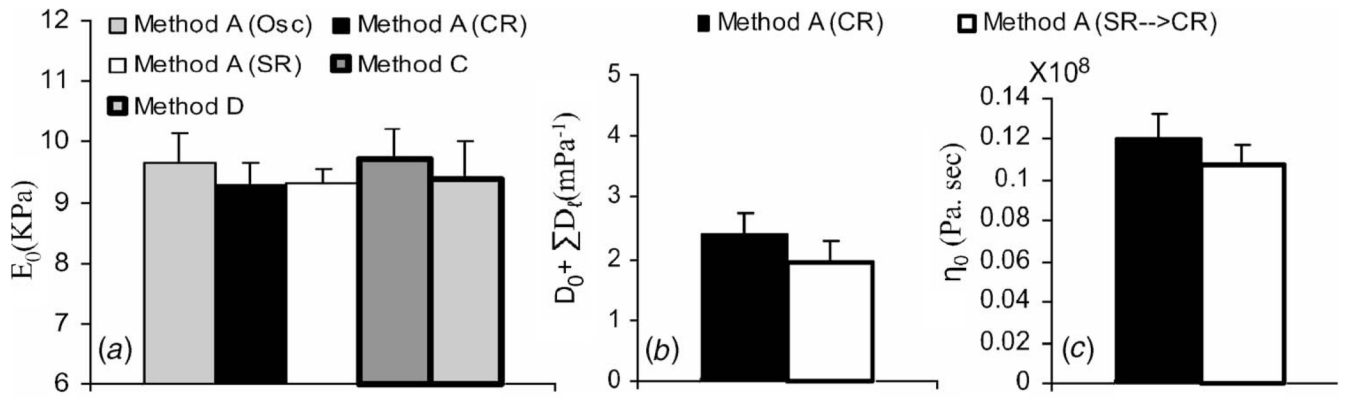 Method A (Osc) Method A (CR)
Method A (SR) Method C
Method D
12
11
10
9
8
7
6
E₀(KPa)
(a)
Method A (CR) Method A (SR-->CR)
5
4
3
2
1
0
D₀+ ∑Dℓ(mPa⁻¹)
(b)
X10⁸
0.14
0.12
0.1
0.08
0.06
0.04
0.02
0
η₀ (Pa. sec)
(c)